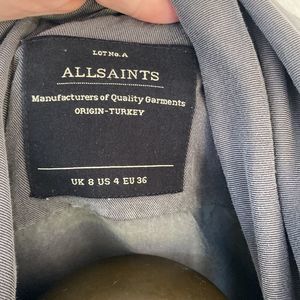 LOT No. A
ALLSAINTS
Manufacturers of Quality Garments
ORIGIN-TURKEY
UK 8 US 4 EU 36